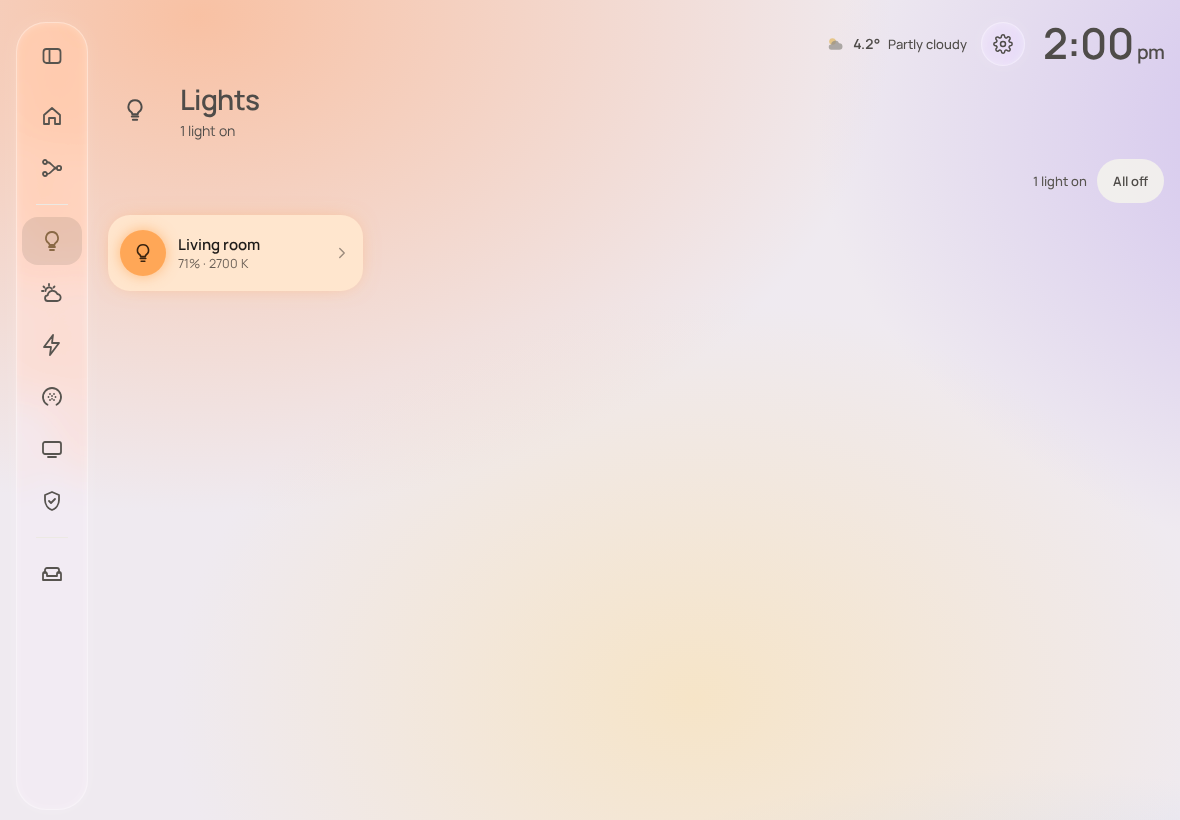 4.2° Partly cloudy
2:00 pm
Lights
1 light on
1 light on
All off
Living room
71% · 2700 K